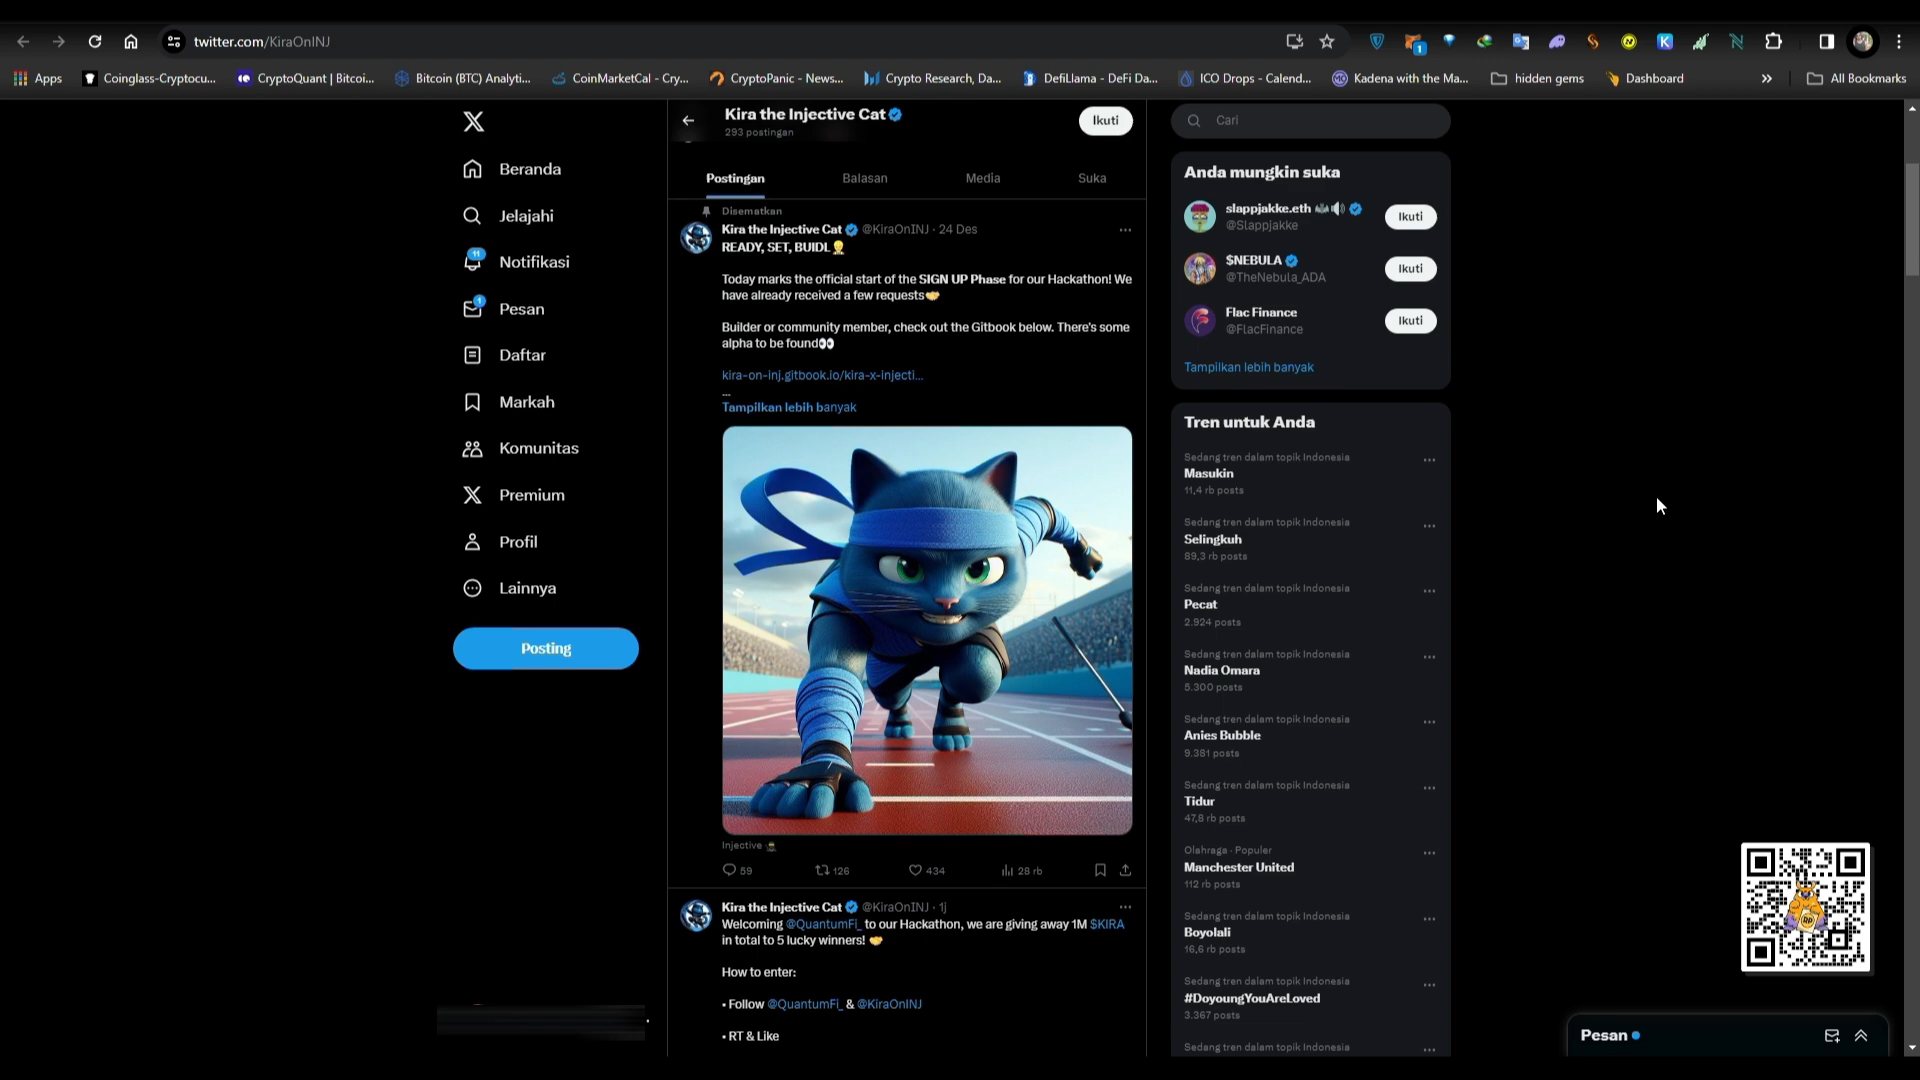 twitter.com/KiraOnINJ
1
Apps
Coinglass-Cryptocu...
CryptoQuant | Bitcoi...
Bitcoin (BTC) Analyti...
CoinMarketCal - Cry...
CryptoPanic - News...
Crypto Research, Da...
DefiLlama - DeFi Da...
ICO Drops - Calend...
Kadena with the Ma...
hidden gems
Dashboard
All Bookmarks
Beranda
Jelajahi
11
Notifikasi
1
Pesan
Daftar
Markah
Komunitas
Premium
Profil
Lainnya
Posting
Kira the Injective Cat
293 postingan
Ikuti
Postingan
Balasan
Media
Suka
Disematkan
Kira the Injective Cat @KiraOnINJ · 24 Des
READY, SET, BUIDL
Today marks the official start of the SIGN UP Phase for our Hackathon! We
have already received a few requests
Builder or community member, check out the Gitbook below. There's some
alpha to be found
kira-on-inj.gitbook.io/kira-x-injecti...
...
Tampilkan lebih banyak
Injective
59
126
434
28 rb
Kira the Injective Cat @KiraOnINJ · 1j
Welcoming @QuantumFi_ to our Hackathon, we are giving away 1M $KIRA
in total to 5 lucky winners!
How to enter:
• Follow @QuantumFi_ & @KiraOnINJ
• RT & Like
Cari
Anda mungkin suka
slappjakke.eth
@Slappjakke
Ikuti
$NEBULA
@TheNebula_ADA
Ikuti
Flac Finance
@FlacFinance
Ikuti
Tampilkan lebih banyak
Tren untuk Anda
Sedang tren dalam topik Indonesia
Masukin
11,4 rb posts
Sedang tren dalam topik Indonesia
Selingkuh
89,3 rb posts
Sedang tren dalam topik Indonesia
Pecat
2.924 posts
Sedang tren dalam topik Indonesia
Nadia Omara
5.300 posts
Sedang tren dalam topik Indonesia
Anies Bubble
9.381 posts
Sedang tren dalam topik Indonesia
Tidur
47,8 rb posts
Olahraga · Populer
Manchester United
112 rb posts
Sedang tren dalam topik Indonesia
Boyolali
16,6 rb posts
Sedang tren dalam topik Indonesia
#DoyoungYouAreLoved
3.367 posts
Sedang tren dalam topik Indonesia
RP
Pesan